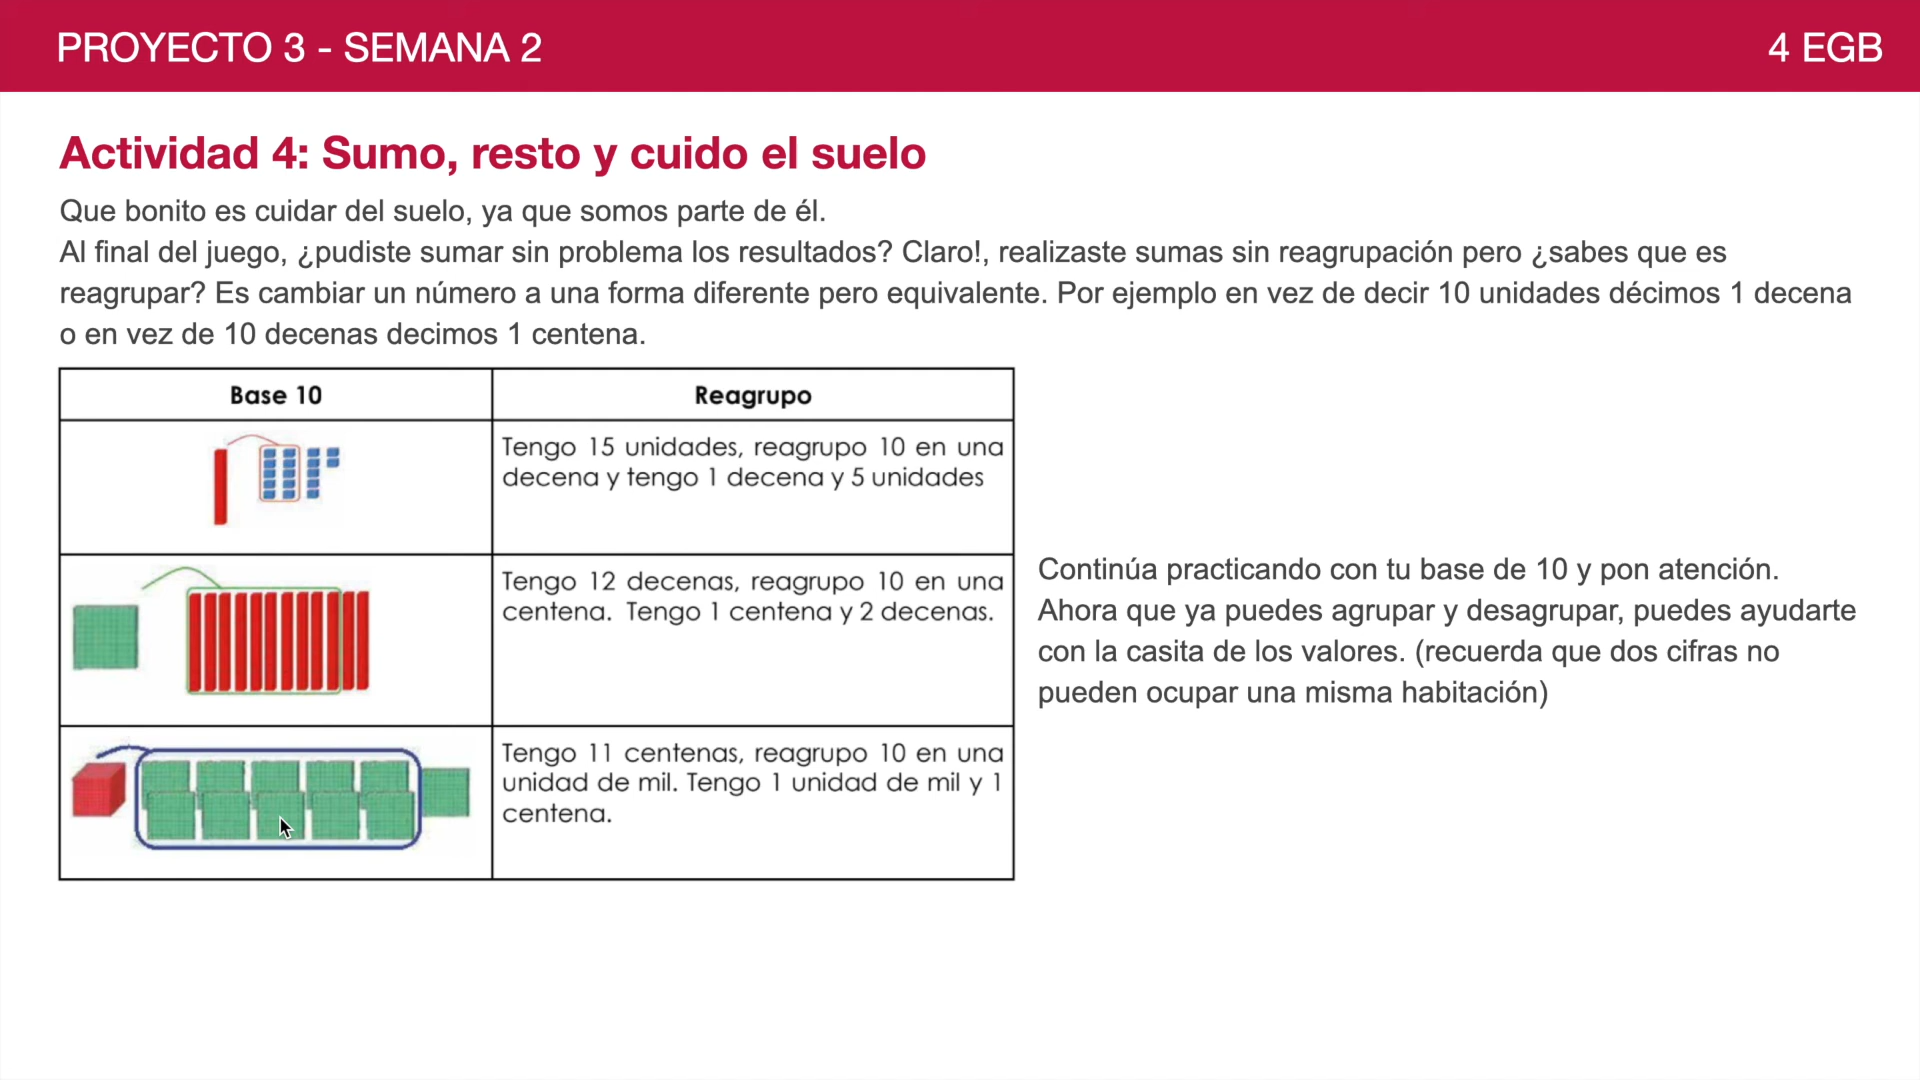 PROYECTO 3 - SEMANA 2
4 EGB
Actividad 4: Sumo, resto y cuido el suelo
Que bonito es cuidar del suelo, ya que somos parte de él.
Al final del juego, ¿pudiste sumar sin problema los resultados? Claro!, realizaste sumas sin reagrupación pero ¿sabes que es
reagrupar? Es cambiar un número a una forma diferente pero equivalente. Por ejemplo en vez de decir 10 unidades décimos 1 decena
o en vez de 10 decenas decimos 1 centena.
Base 10
Reagrupo
Tengo 15 unidades, reagrupo 10 en una
decena y tengo 1 decena y 5 unidades
Tengo 12 decenas, reagrupo 10 en una
centena. Tengo 1 centena y 2 decenas.
Tengo 11 centenas, reagrupo 10 en una
unidad de mil. Tengo 1 unidad de mil y 1
centena.
Continúa practicando con tu base de 10 y pon atención.
Ahora que ya puedes agrupar y desagrupar, puedes ayudarte
con la casita de los valores. (recuerda que dos cifras no
pueden ocupar una misma habitación)